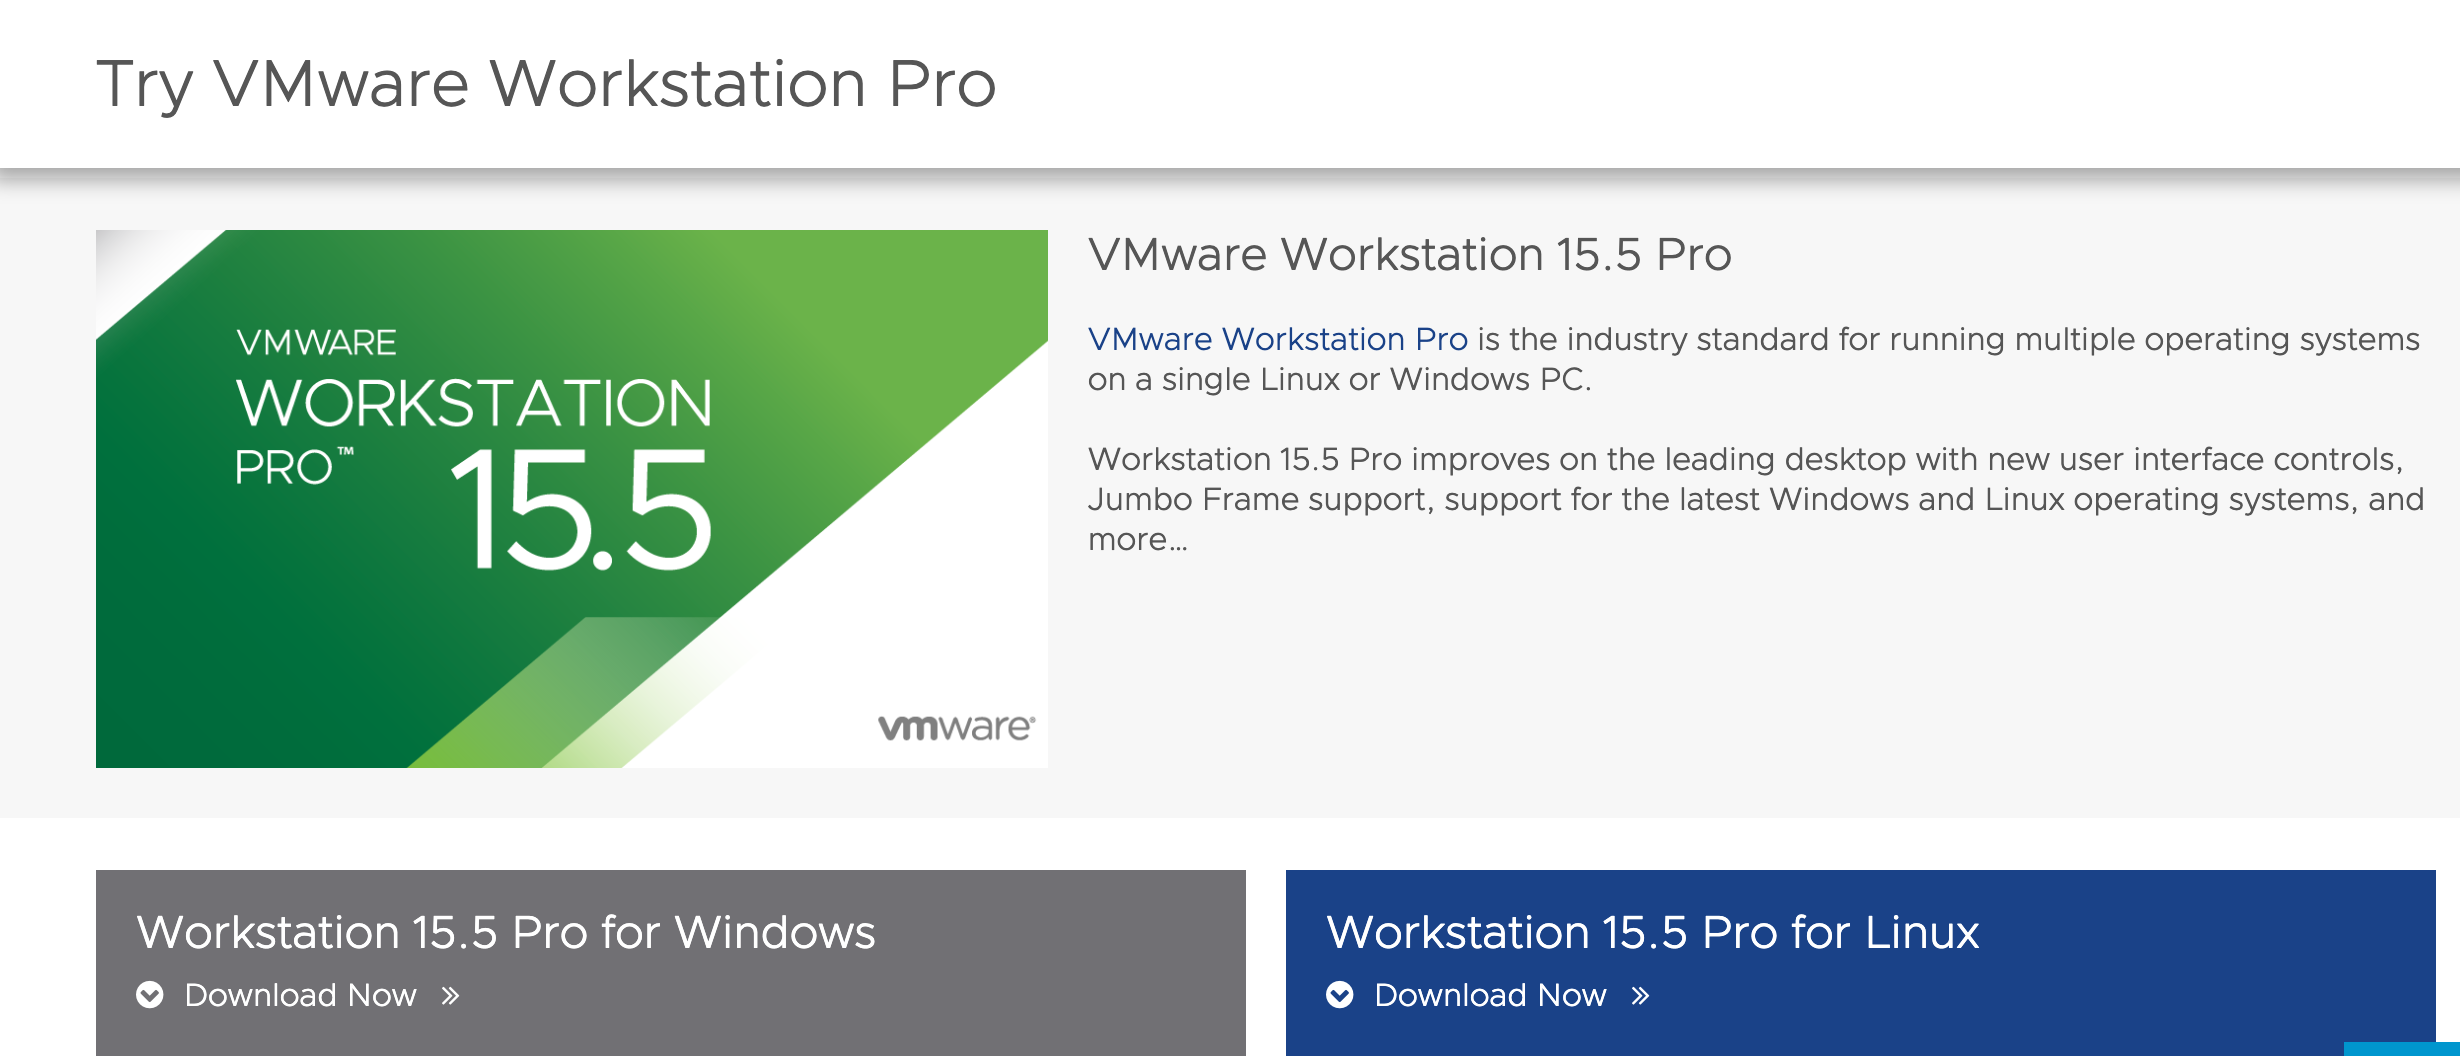 Try VMware Workstation Pro
VMWARE
WORKSTATION
PRO™
15.5
vmware®
VMware Workstation 15.5 Pro
VMware Workstation Pro is the industry standard for running multiple operating systems
on a single Linux or Windows PC.
Workstation 15.5 Pro improves on the leading desktop with new user interface controls,
Jumbo Frame support, support for the latest Windows and Linux operating systems, and
more...
Workstation 15.5 Pro for Windows
Download Now »
Workstation 15.5 Pro for Linux
Download Now »